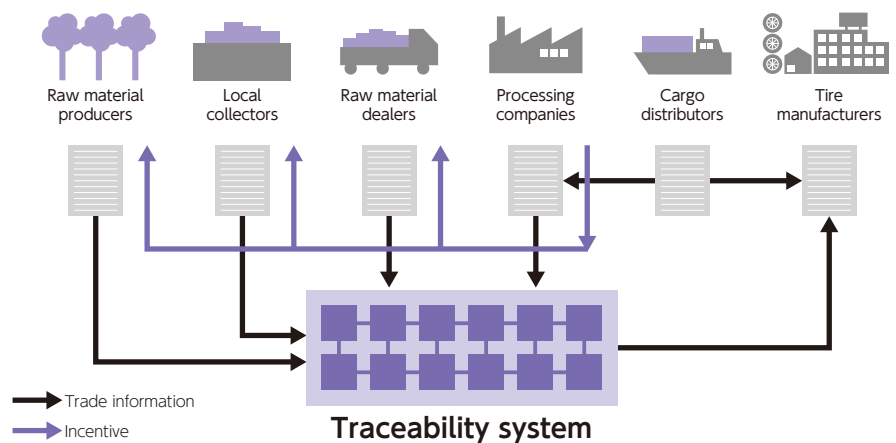 Raw material
producers
Local
collectors
Raw material
dealers
Processing
companies
Cargo
distributors
Tire
manufacturers
Trade information
Incentive
Traceability system